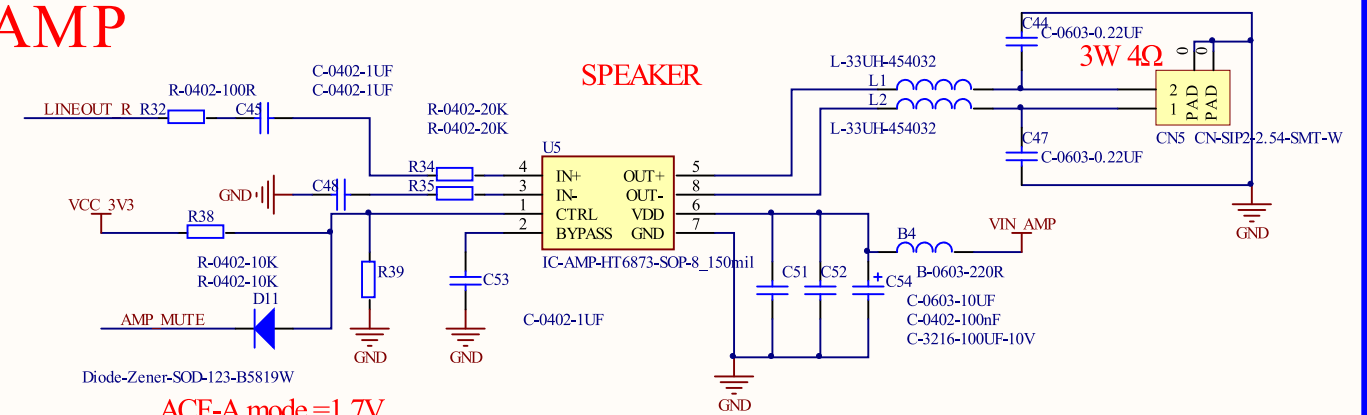 AMP
SPEAKER
3W 4Ω
C44
C-0603-0.22UF
L-33UH-454032
L1
L2
L-33UH-454032
0 0
2 PAD
1 PAD
CN5 CN-SIP2-2.54-SMT-W
C47
C-0603-0.22UF
GND
C-0402-1UF
C-0402-1UF
R-0402-100R
LINEOUT_R R32 C45
R-0402-20K
R-0402-20K
U5
R34 4 IN+ OUT+ 5
GND C48 R35 3 IN- OUT- 8
1 CTRL VDD 6
2 BYPASS GND 7
IC-AMP-HT6873-SOP-8_150mil
VCC_3V3
R38
R-0402-10K
R-0402-10K
R39
D11
AMP_MUTE
Diode-Zener-SOD-123-B5819W
GND
C53
C-0402-1UF
GND
VIN_AMP
B4
B-0603-220R
C51 C52 C54
C-0603-10UF
C-0402-100nF
C-3216-100UF-10V
GND
ACF-A mode =1.7V